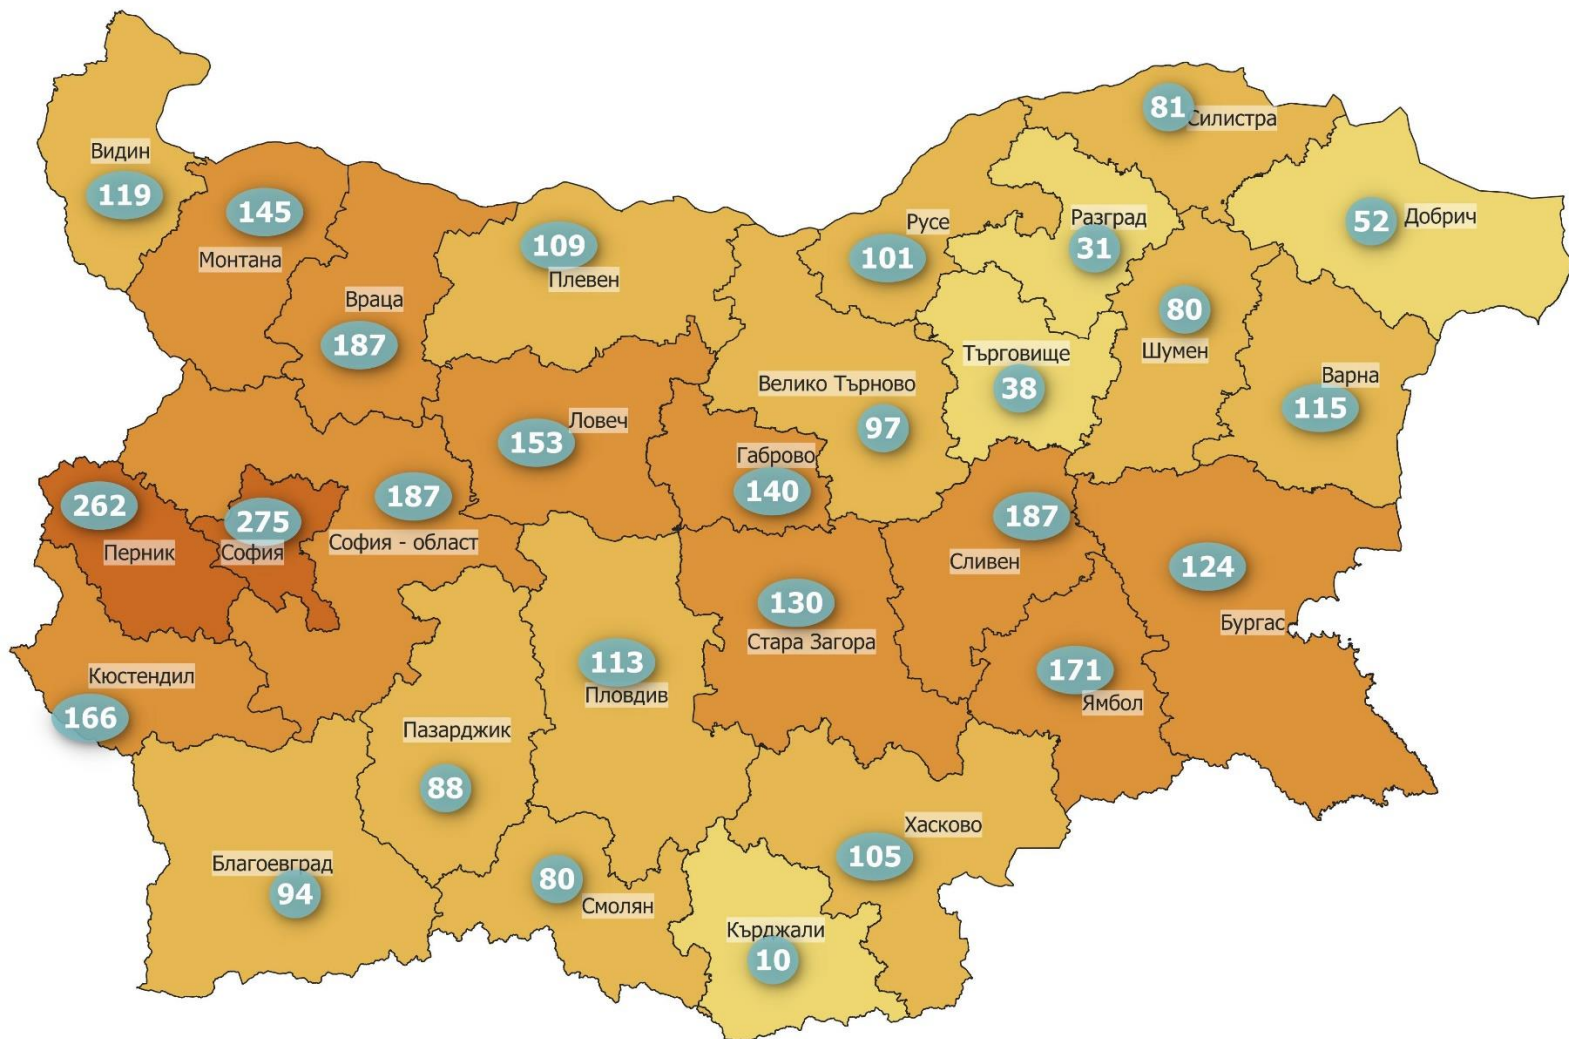 81
Силистра
Видин
119
145
Монтана
Враца
187
109
Плевен
Русе
101
Разград
31
52
Добрич
80
Шумен
Търговище
38
Варна
115
Велико Търново
97
Ловеч
153
Габрово
140
262
Перник
275
София
187
София - област
187
Сливен
124
Бургас
130
Стара Загора
171
Ямбол
Кюстендил
166
113
Пловдив
Пазарджик
88
Хасково
105
Благоевград
94
80
Смолян
Кърджали
10